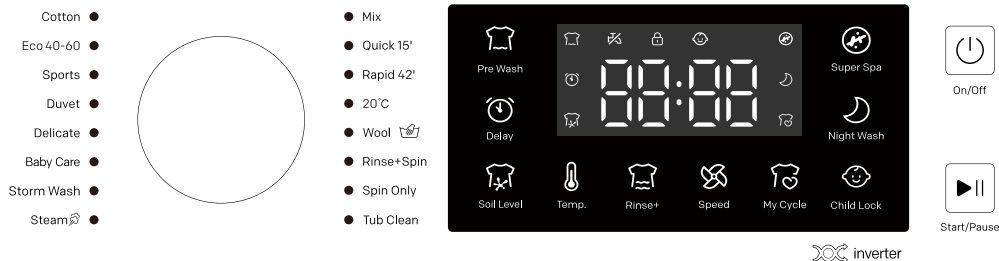 Cotton
Eco 40-60
Sports
Duvet
Delicate
Baby Care
Storm Wash
Steam
Mix
Quick 15'
Rapid 42'
20°C
Wool
Rinse+Spin
Spin Only
Tub Clean
Pre Wash
88:88
Super Spa
Delay
Night Wash
Soil Level
Temp.
Rinse+
Speed
My Cycle
Child Lock
On/Off
Start/Pause
inverter